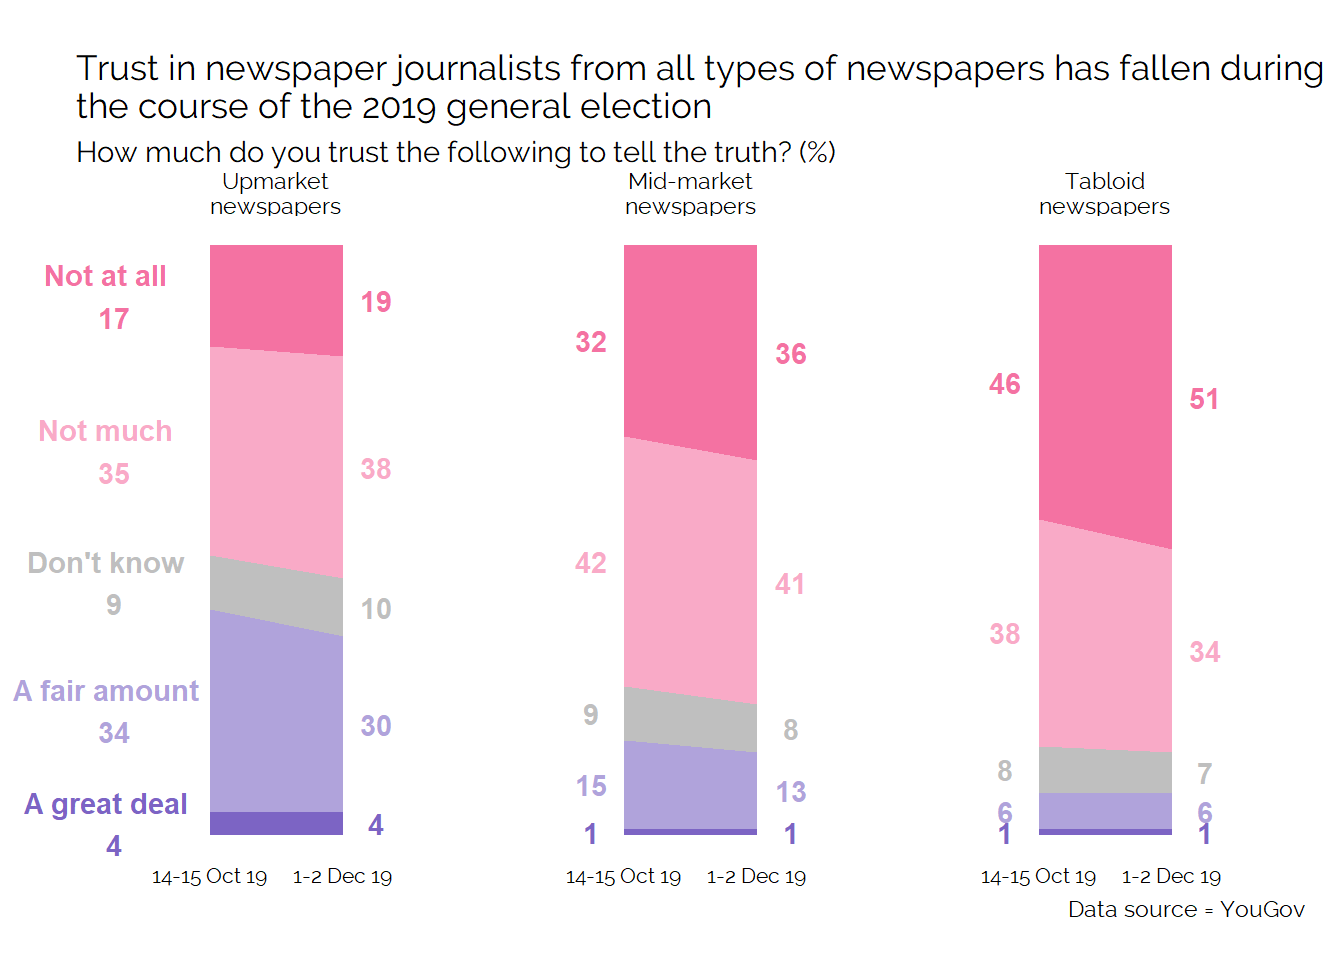 Trust in newspaper journalists from all types of newspapers has fallen during
the course of the 2019 general election
How much do you trust the following to tell the truth? (%)
Upmarket
newspapers
Not at all
17
19
Not much
35
38
Don't know
9
10
A fair amount
34
30
A great deal
4
4
14-15 Oct 19 1-2 Dec 19
Mid-market
newspapers
32
36
42
41
9
8
15
13
1
1
14-15 Oct 19 1-2 Dec 19
Tabloid
newspapers
46
51
38
34
8
7
6
6
1
1
14-15 Oct 19 1-2 Dec 19
Data source = YouGov